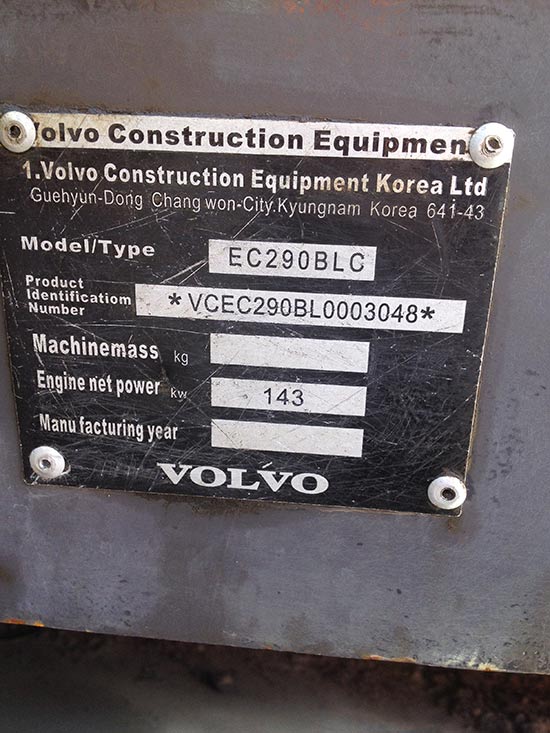 Volvo Construction Equipmen
1.Volvo Construction Equipment Korea Ltd
Guehyun-Dong Chang won-City.Kyungnam Korea 641-43
Model/Type EC290BLC
Product
Identificatiom
Number
*VCEC290BL0003048*
Machinemass kg
Engine net power kw 143
Manu facturing year
VOLVO